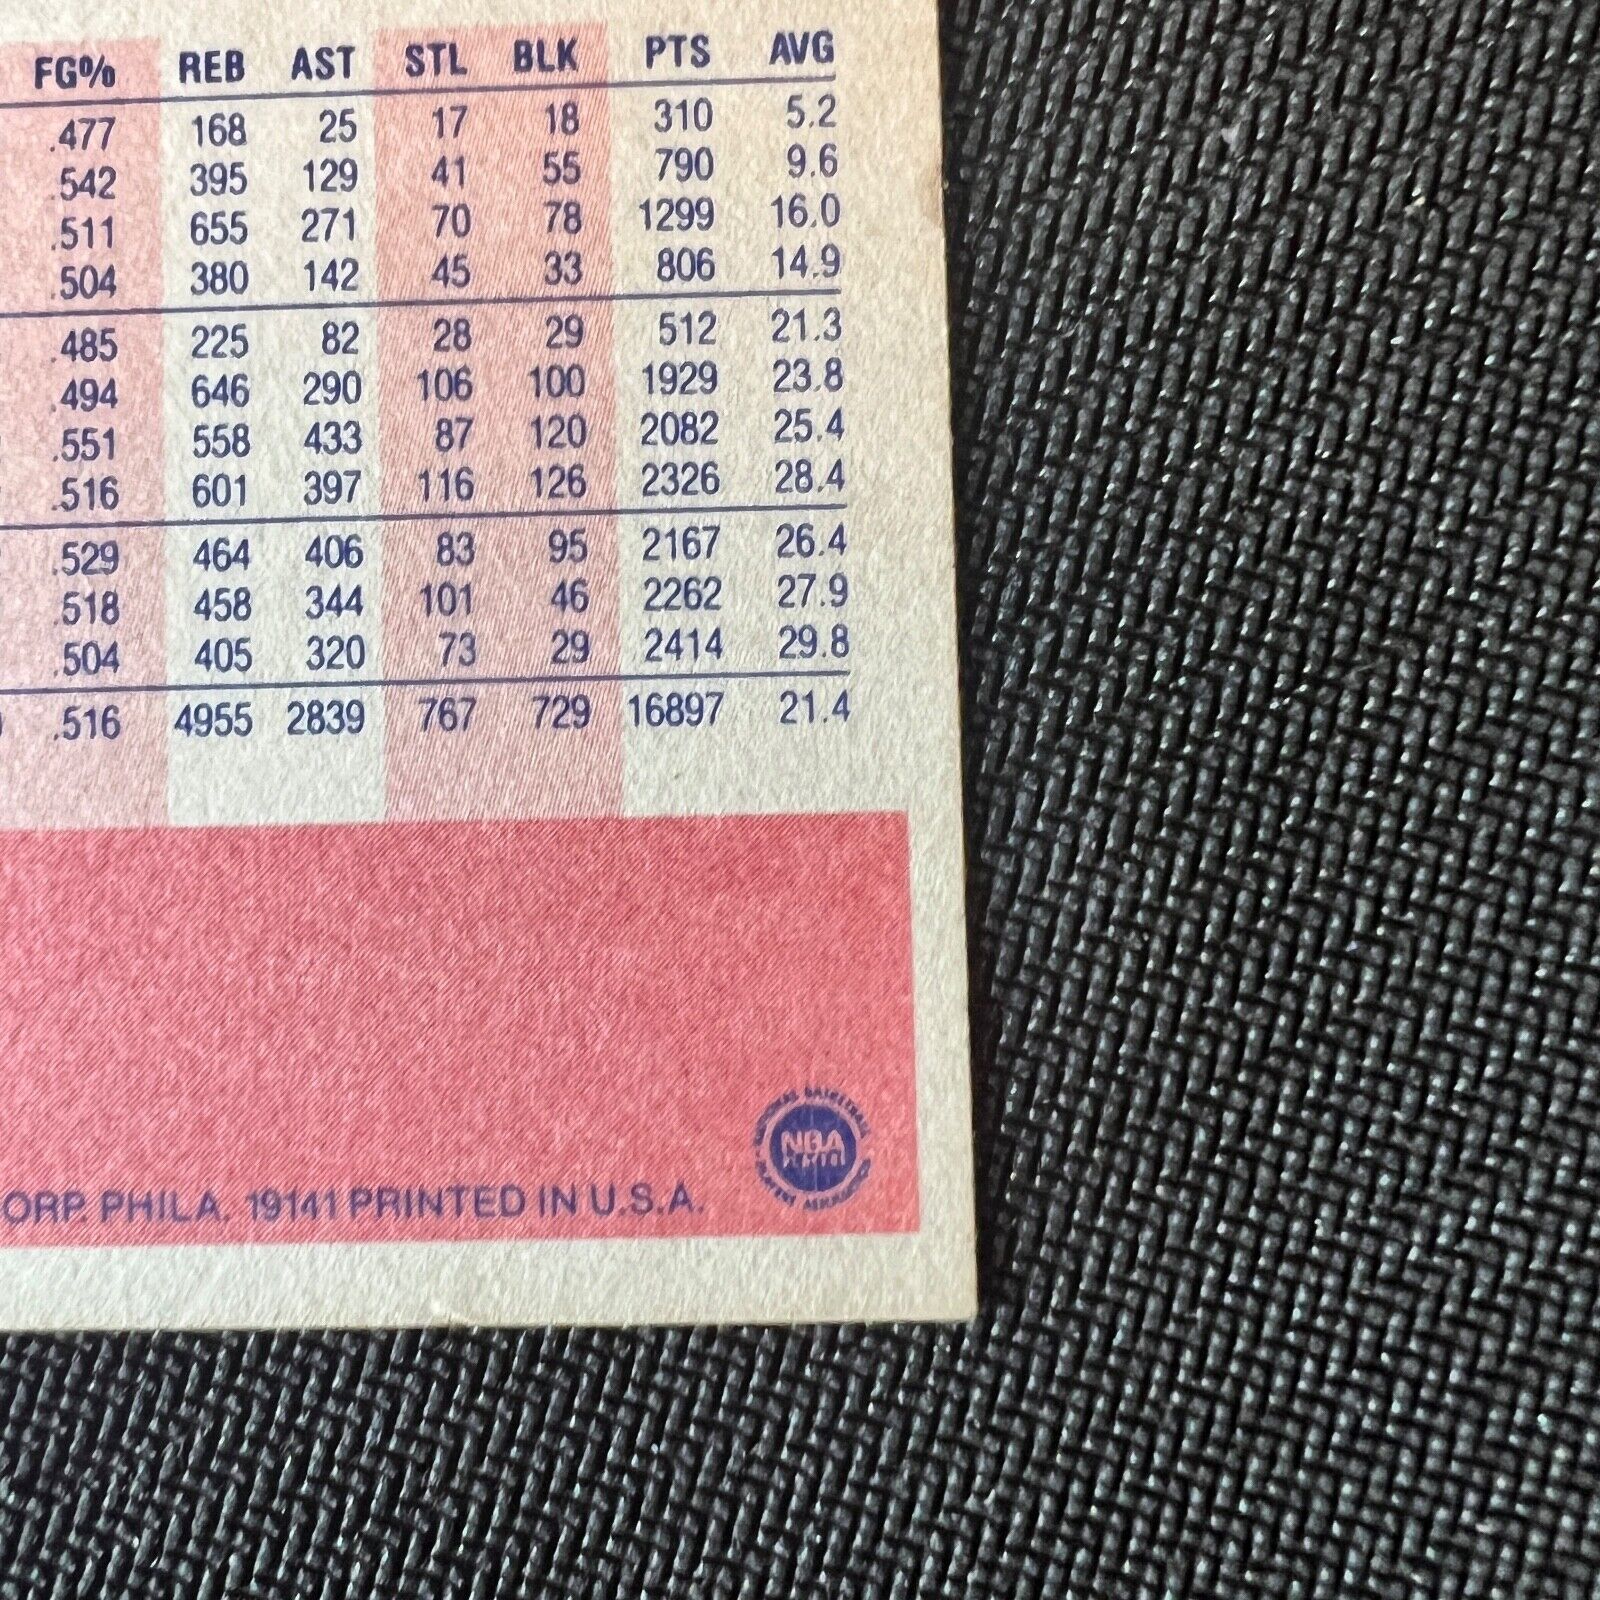 FG% REB AST STL BLK PTS AVG
.477 168 25 17 18 310 5.2
.542 395 129 41 55 790 9.6
.511 655 271 70 78 1299 16.0
.504 380 142 45 33 806 14.9
.485 225 82 28 29 512 21.3
.494 646 290 106 100 1929 23.8
.551 558 433 87 120 2082 25.4
.516 601 397 116 126 2326 28.4
.529 464 406 83 95 2167 26.4
.518 458 344 101 46 2262 27.9
.504 405 320 73 29 2414 29.8
.516 4955 2839 767 729 16897 21.4
NATIONAL BASKETBALL
NBA
PLAYERS ASSOCIATION
ORP. PHILA. 19141 PRINTED IN U.S.A.